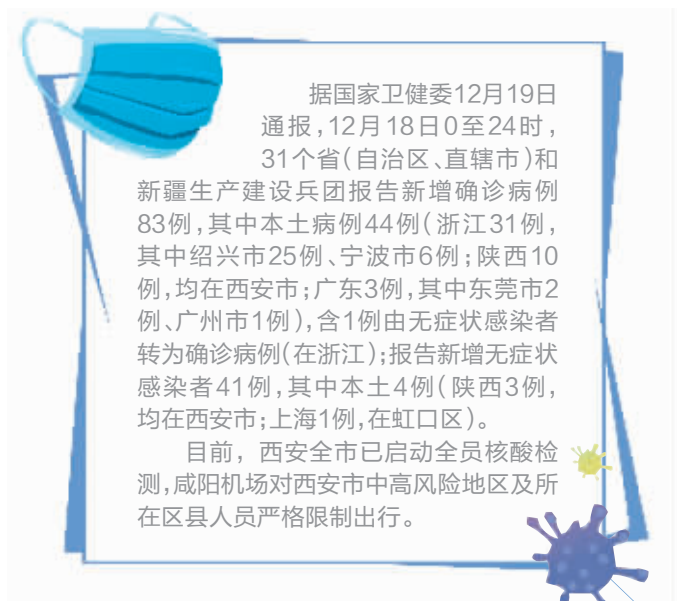 据国家卫健委12月19日
通报,12月18日0至24时,
31个省(自治区、直辖市)和
新疆生产建设兵团报告新增确诊病例
83例,其中本土病例44例(浙江31例,
其中绍兴市25例、宁波市6例;陕西10
例,均在西安市;广东3例,其中东莞市2
例、广州市1例),含1例由无症状感染者
转为确诊病例(在浙江);报告新增无症状
感染者41例,其中本土4例(陕西3例,
均在西安市;上海1例,在虹口区)。
目前，西安全市已启动全员核酸检
测,咸阳机场对西安市中高风险地区及所
在区县人员严格限制出行。